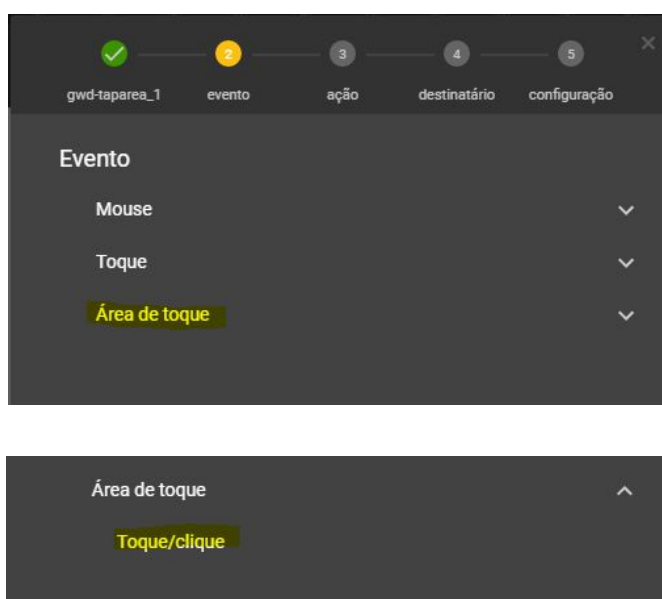 2 3 4 5
gwd-taparea_1 evento ação destinatário configuração
Evento
Mouse
Toque
Área de toque
Área de toque
Toque/clique